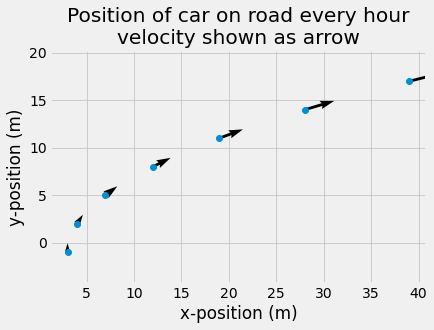 Position of car on road every hour
velocity shown as arrow
y-position (m)
20
15
10
5
0
5 10 15 20 25 30 35 40
x-position (m)